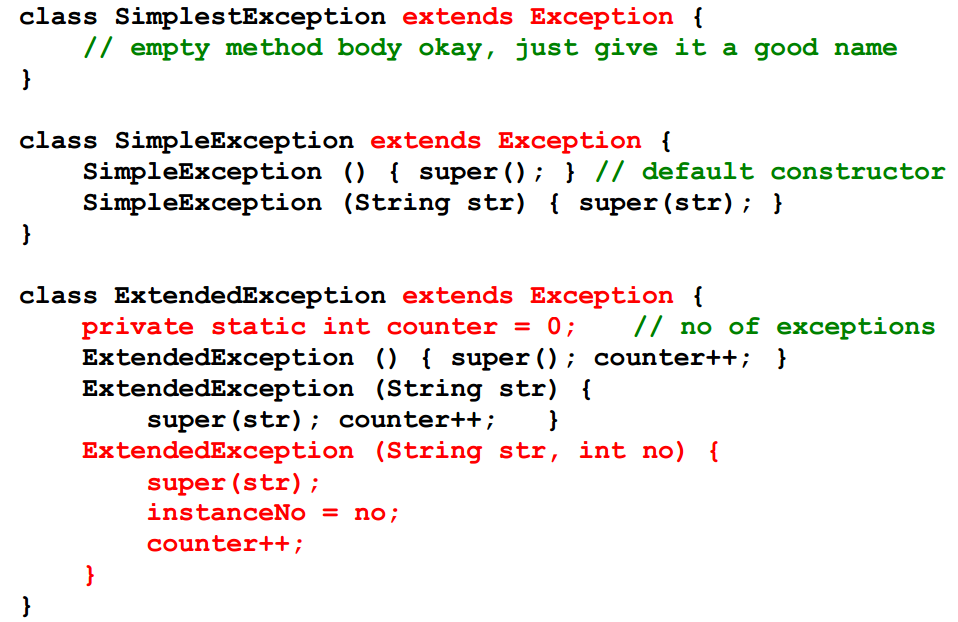 class SimplestException extends Exception {
    // empty method body okay, just give it a good name
}

class SimpleException extends Exception {
    SimpleException () { super(); } // default constructor
    SimpleException (String str) { super(str); }
}

class ExtendedException extends Exception {
    private static int counter = 0;    // no of exceptions
    ExtendedException () { super(); counter++; }
    ExtendedException (String str) {
        super(str); counter++;   }
    ExtendedException (String str, int no) {
        super(str);
        instanceNo = no;
        counter++;
    }
}